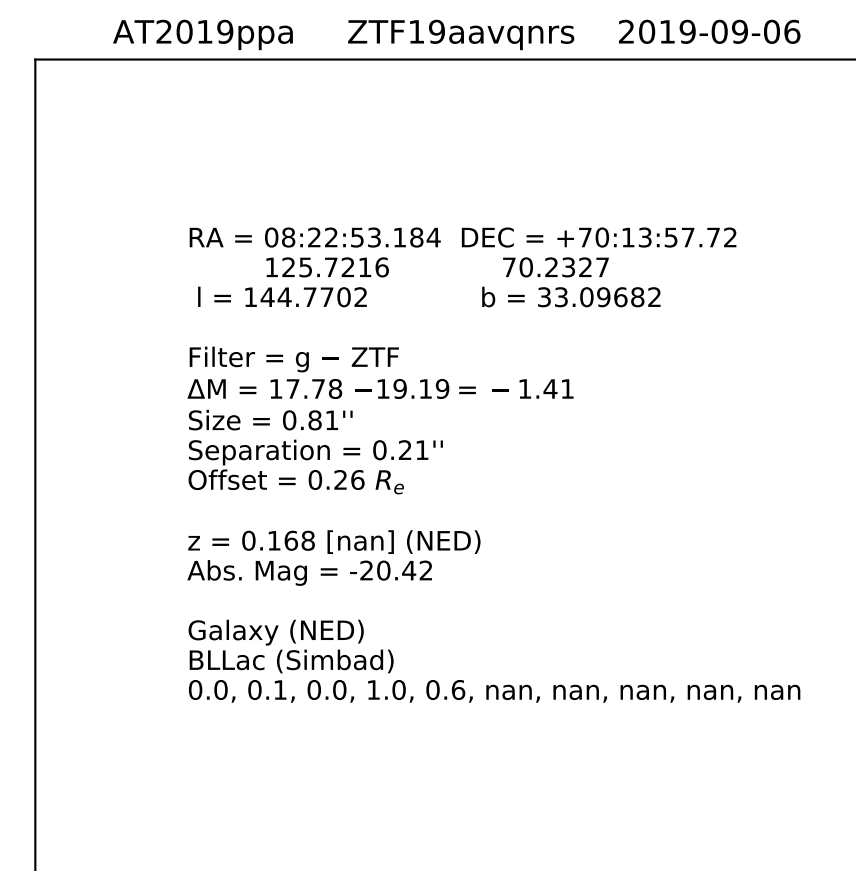 AT2019ppa ZTF19aavqnrs 2019-09-06
RA = 08:22:53.184 DEC = +70:13:57.72
125.7216 70.2327
l = 144.7702 b = 33.09682
Filter = g − ZTF
ΔM = 17.78 −19.19 = − 1.41
Size = 0.81''
Separation = 0.21''
Offset = 0.26 Re
z = 0.168 [nan] (NED)
Abs. Mag = -20.42
Galaxy (NED)
BLLac (Simbad)
0.0, 0.1, 0.0, 1.0, 0.6, nan, nan, nan, nan, nan